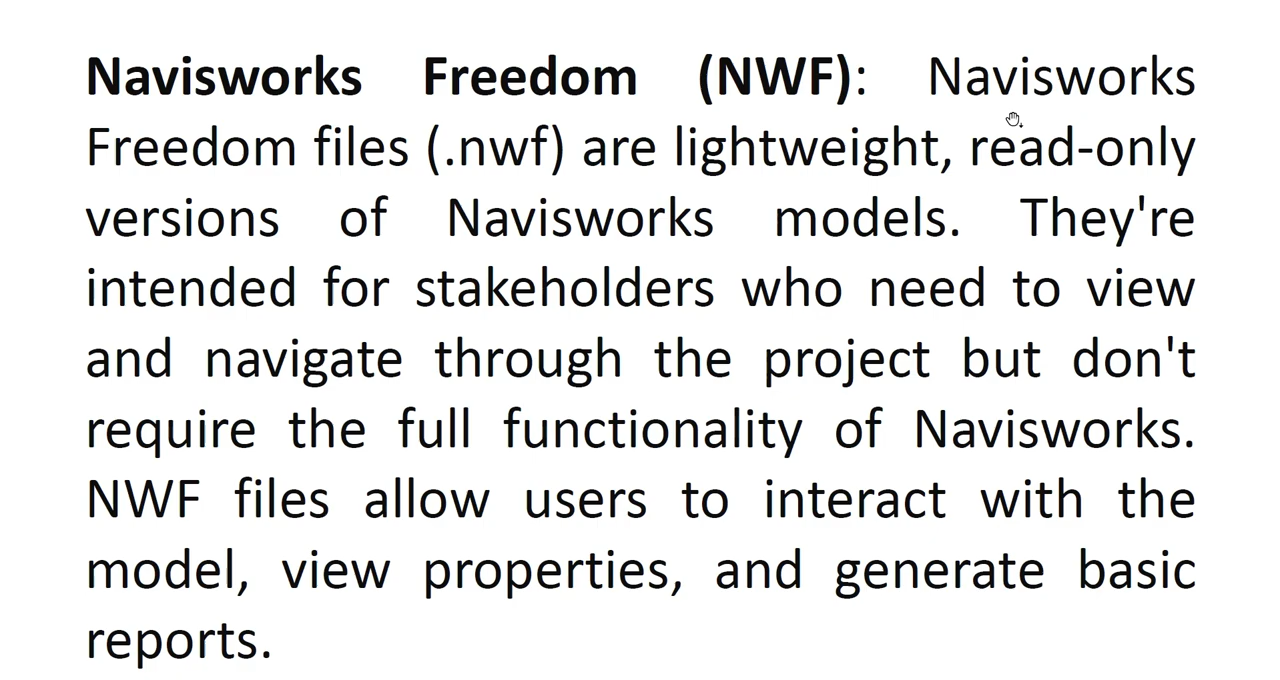 Navisworks Freedom (NWF): Navisworks
Freedom files (.nwf) are lightweight, read-only
versions of Navisworks models. They're
intended for stakeholders who need to view
and navigate through the project but don't
require the full functionality of Navisworks.
NWF files allow users to interact with the
model, view properties, and generate basic
reports.